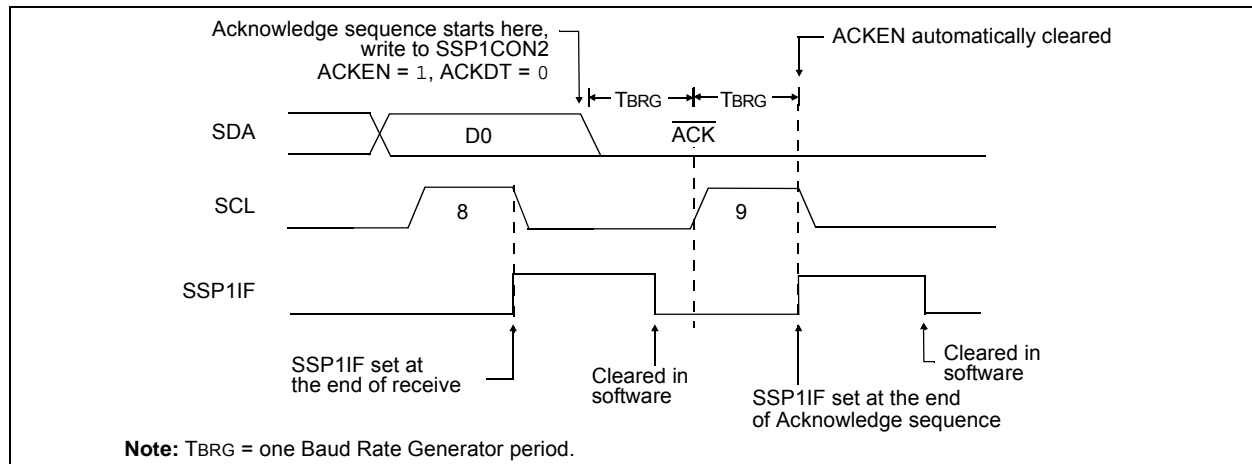 Acknowledge sequence starts here,
write to SSP1CON2
ACKEN = 1, ACKDT = 0
ACKEN automatically cleared
TBRG
TBRG
SDA
D0
ACK
SCL
8
9
SSP1IF
SSP1IF set at
the end of receive
Cleared in
software
SSP1IF set at the end
of Acknowledge sequence
Cleared in
software
Note: TBRG = one Baud Rate Generator period.